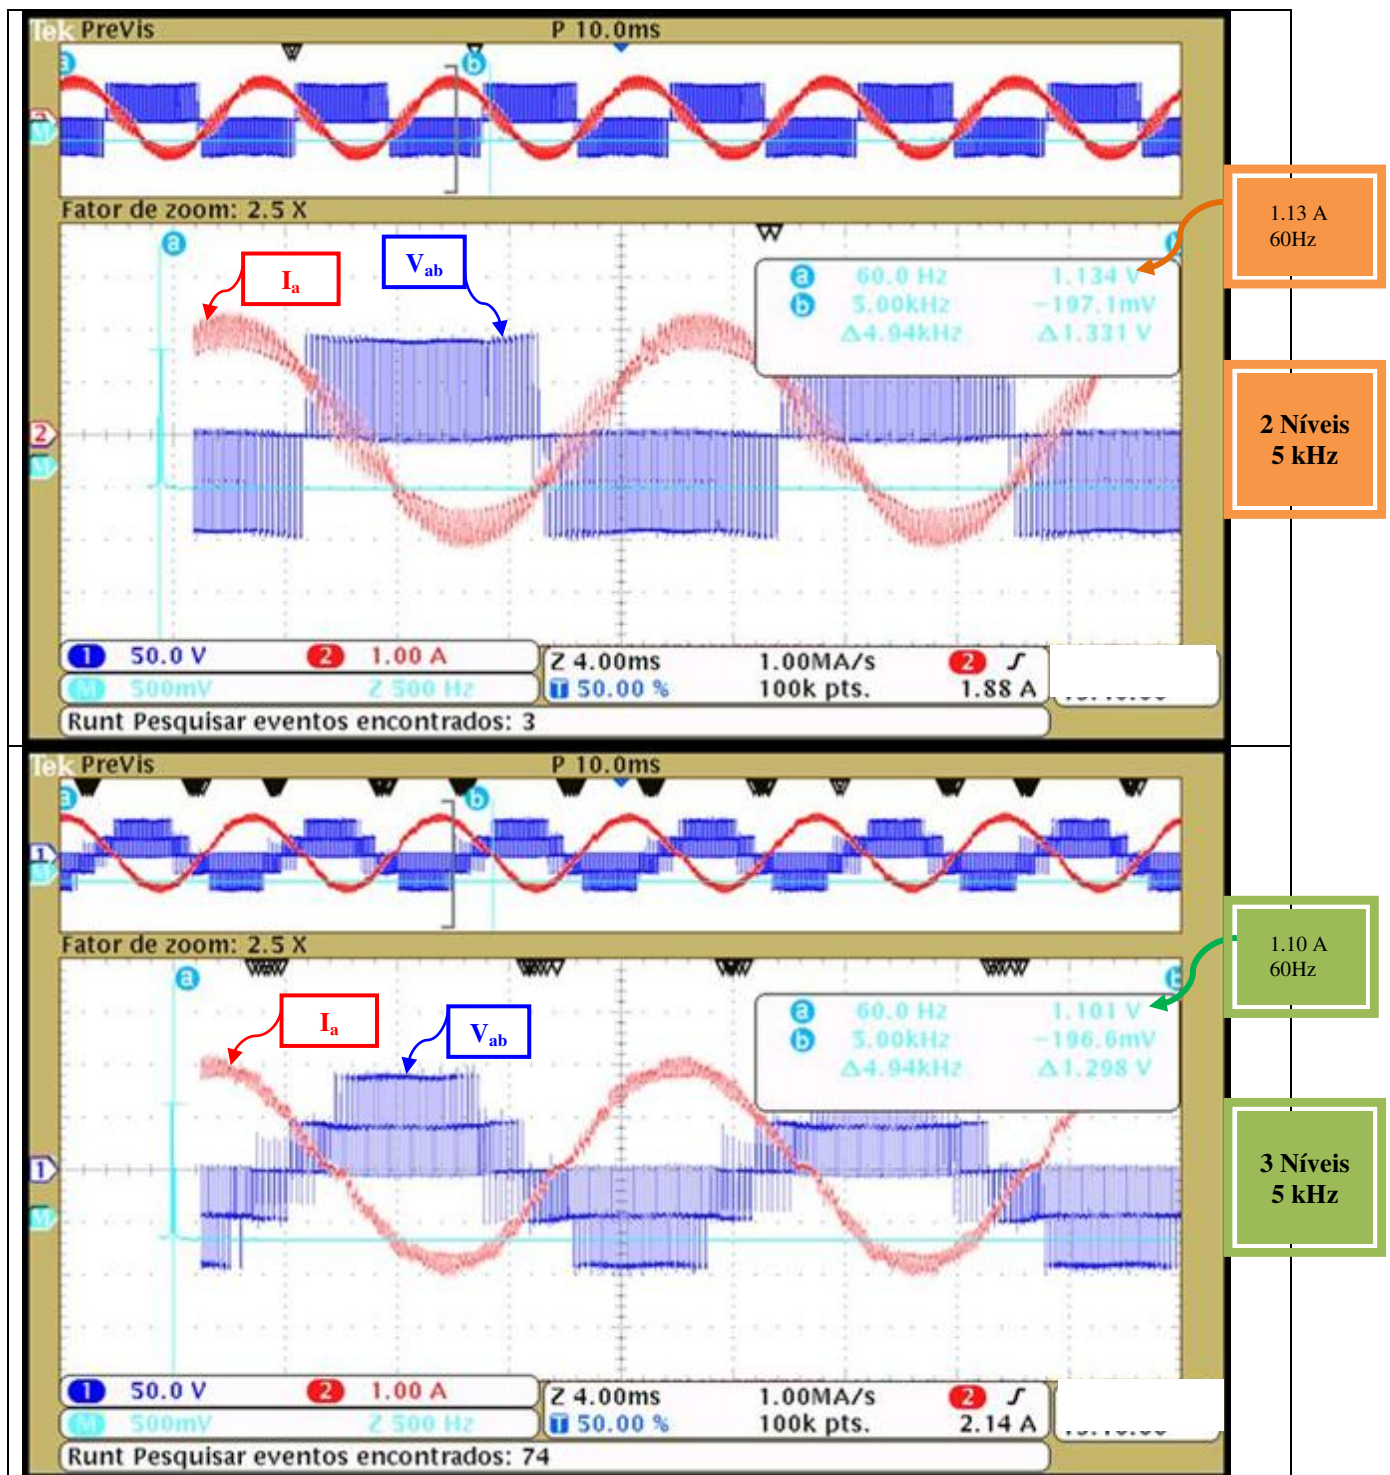 Tek PreVis P 10.0ms
a b
2
M
Fator de zoom: 2.5 X
a
Ia
Vab
a 60.0 Hz 1.134 V
b 5.00kHz -197.1mV
Δ4.94kHz Δ1.331 V
2
M
1 50.0 V 2 1.00 A
M 500mV Z 500 Hz
Z 4.00ms 1.00MA/s 2
T 50.00 % 100k pts. 1.88 A
Runt Pesquisar eventos encontrados: 3
1.13 A
60Hz
2 Níveis
5 kHz
Tek PreVis P 10.0ms
a b
1
M
Fator de zoom: 2.5 X
a
Ia
Vab
a 60.0 Hz 1.101 V
b 5.00kHz -196.6mV
Δ4.94kHz Δ1.298 V
1
M
1 50.0 V 2 1.00 A
M 500mV Z 500 Hz
Z 4.00ms 1.00MA/s 2
T 50.00 % 100k pts. 2.14 A
Runt Pesquisar eventos encontrados: 74
1.10 A
60Hz
3 Níveis
5 kHz